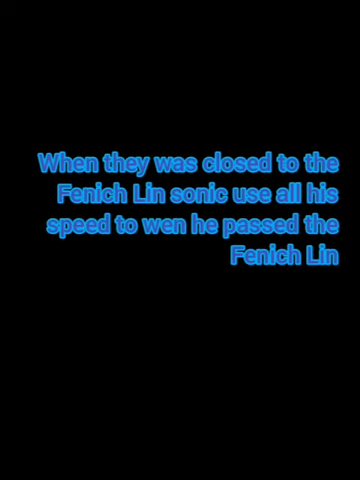 When they was closed to the
Fenich Lin sonic use all his
speed to wen he passed the
Fenich Lin